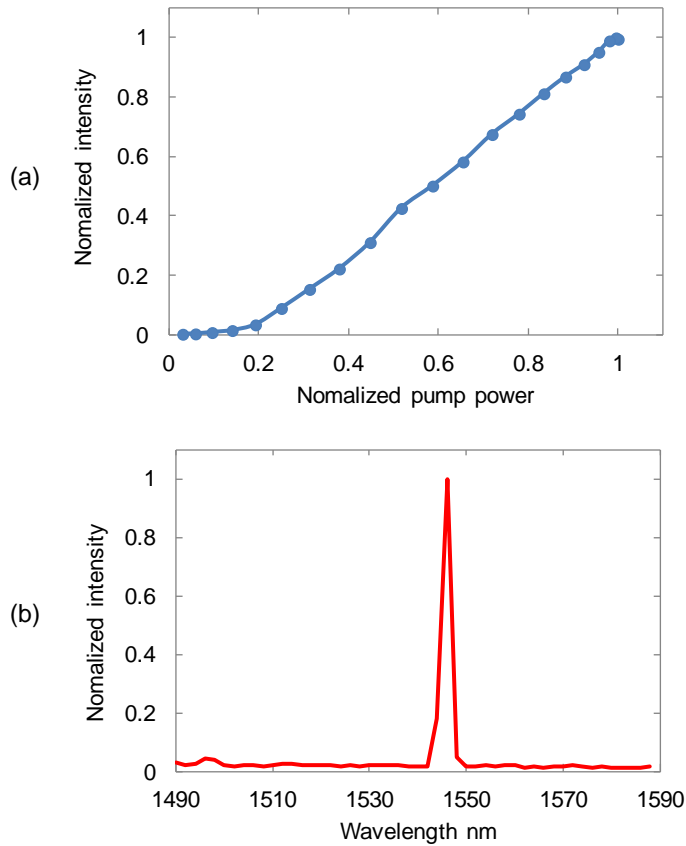 (a)
Nomalized intensity
1
0.8
0.6
0.4
0.2
0
0 0.2 0.4 0.6 0.8 1
Nomalized pump power
(b)
Nomalized intensity
1
0.8
0.6
0.4
0.2
0
1490 1510 1530 1550 1570 1590
Wavelength nm